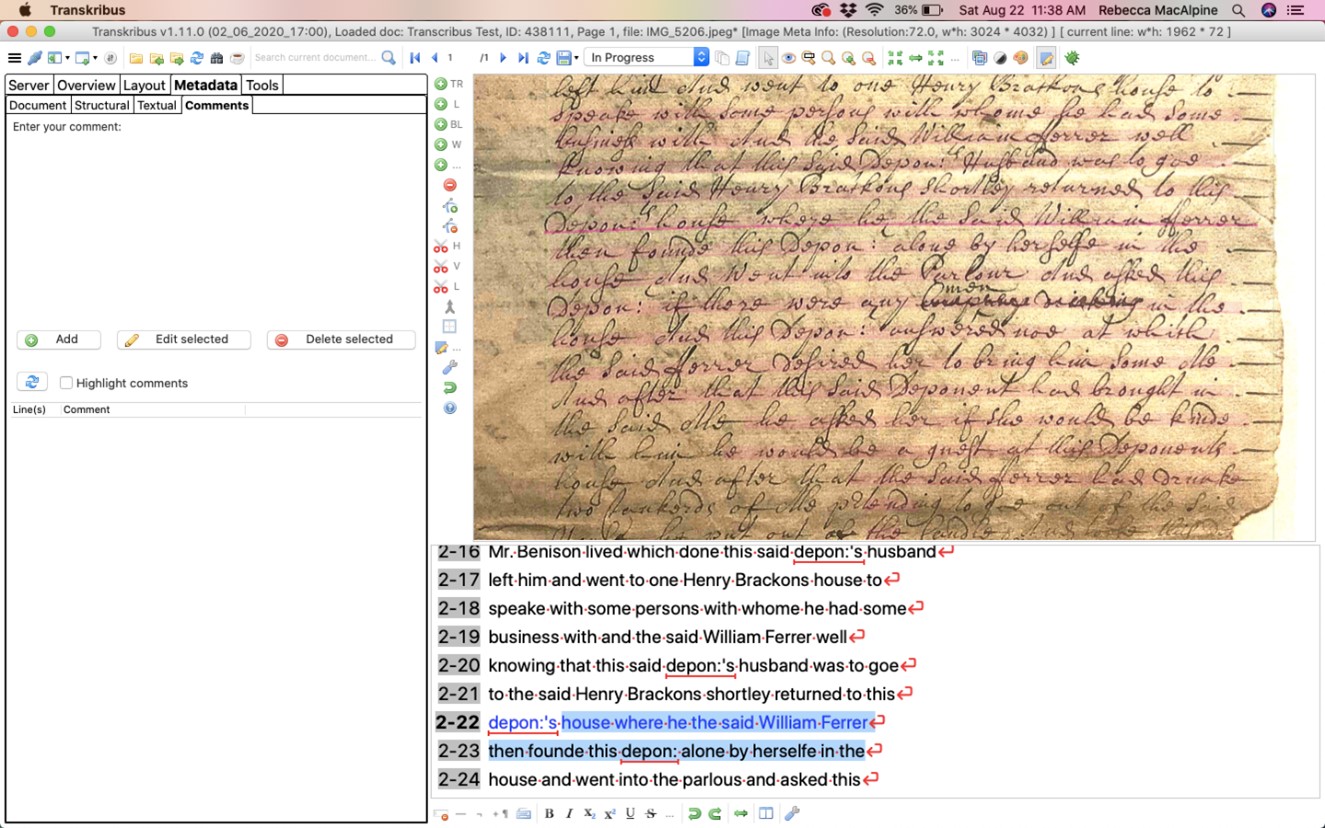 Transkribus
36%
Sat Aug 22 11:38 AM
Rebecca MacAlpine
Transkribus v1.11.0 (02_06_2020_17:00), Loaded doc: Transcribus Test, ID: 438111, Page 1, file: IMG_5206.jpeg* [Image Meta Info: (Resolution:72.0, w*h: 3024 * 4032) ] [ current line: w*h: 1962 * 72 ]
Search current document...
1
/1
In Progress
...
Server
Overview
Layout
Metadata
Tools
Document
Structural
Textual
Comments
Enter your comment:
Add
Edit selected
Delete selected
Highlight comments
Line(s)
Comment
TR
L
BL
W
...
H
V
L
...
left him And went to one Henry Brackons house to
speake with some persons with whome he had some
business with And the said William fferrer well
knowing that this said Depon:ts Husband was to goe
to the Said Henry Brackons Shortley returned to this
Depon:ts house where he the Said William fferrer
then founde this Depon: alone by herselfe in the
house And Went into the Parlour And asked this
Depon: if there were any men in the
house And this Depon: answered noe at which
the Said fferrer Desired her to bring him Some Ale
And after that this Said Deponent had brought in
the Said Ale he asked her if She would be kinde
with him he would be a guest at this Deponents
house And after that the Said fferrer had Drunke
two Tankerds of Ale pretending to goe out of the Said
he put out the Candle
2-16 Mr. Benison lived which done this said depon:'s husband
2-17 left him and went to one Henry Brackons house to
2-18 speake with some persons with whome he had some
2-19 business with and the said William Ferrer well
2-20 knowing that this said depon:'s husband was to goe
2-21 to the said Henry Brackons shortley returned to this
2-22 depon:'s house where he the said William Ferrer
2-23 then founde this depon: alone by herselfe in the
2-24 house and went into the parlous and asked this
B I X₂ X² U S ...